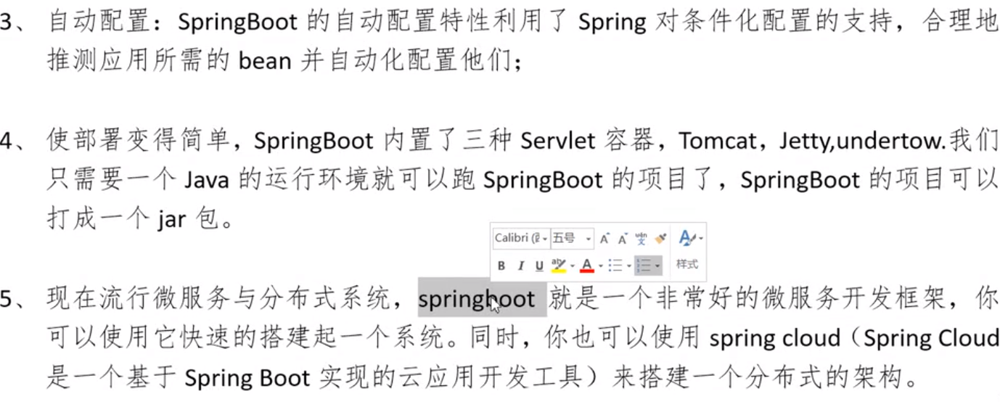 3、 自动配置：SpringBoot 的自动配置特性利用了 Spring 对条件化配置的支持，合理地
推测应用所需的 bean 并自动化配置他们；
4、 使部署变得简单，SpringBoot 内置了三种 Servlet 容器，Tomcat，Jetty,undertow.我们
只需要一个 Java 的运行环境就可以跑 SpringBoot 的项目了，SpringBoot 的项目可以
打成一个 jar 包。
Calibri (
五号
A A wén 文 A
B I U aby A 样式
5、 现在流行微服务与分布式系统，springboot 就是一个非常好的微服务开发框架，你
可以使用它快速的搭建起一个系统。同时，你也可以使用 spring cloud（Spring Cloud
是一个基于 Spring Boot 实现的云应用开发工具）来搭建一个分布式的架构。